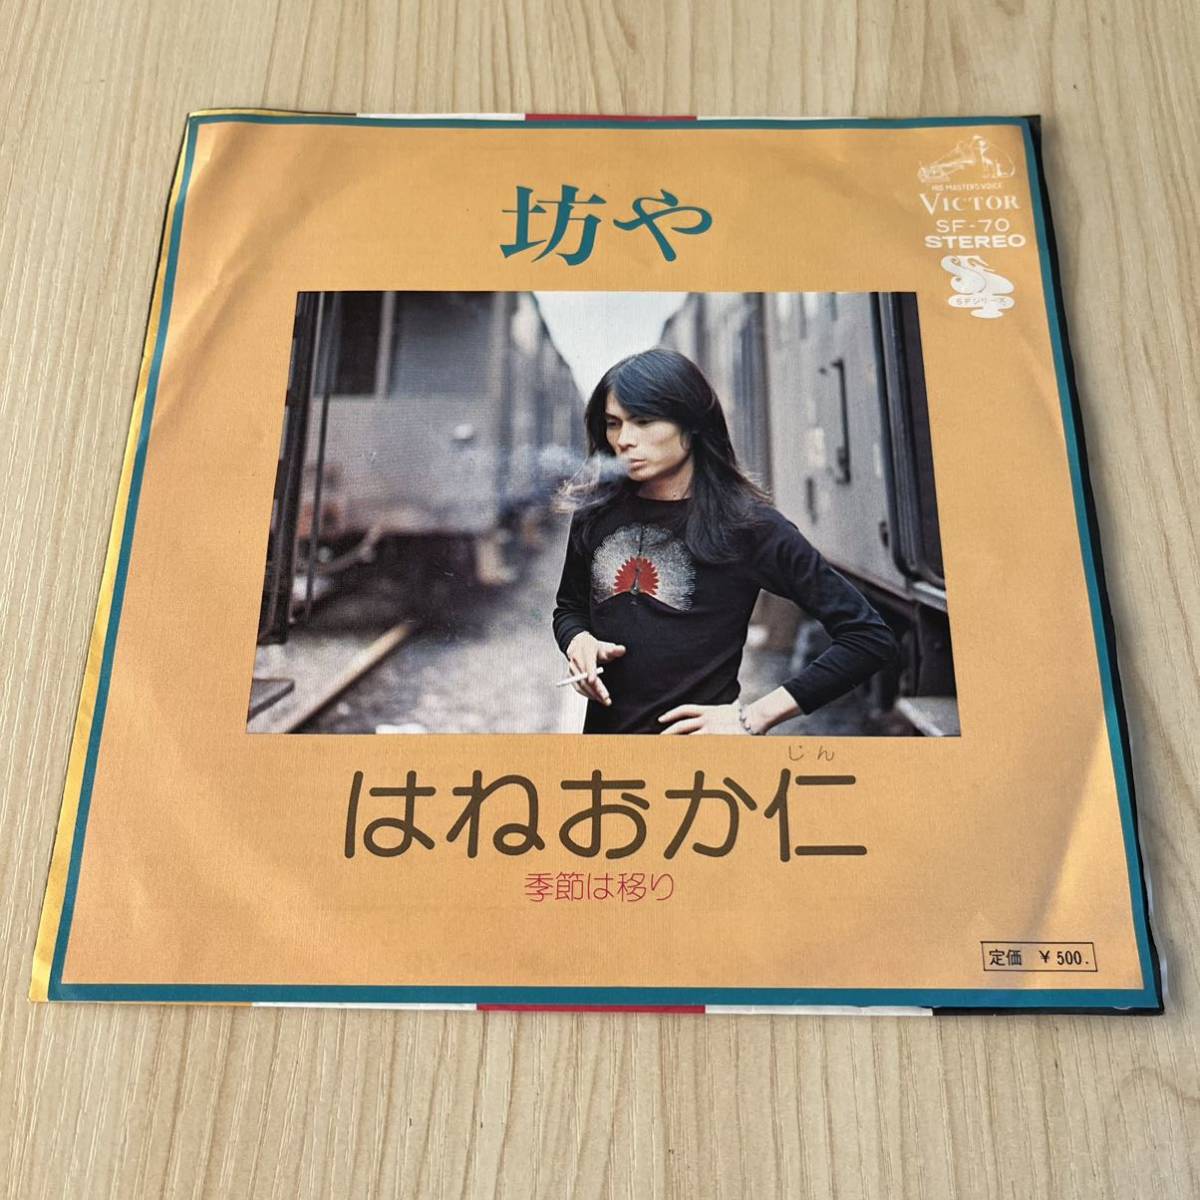 坊や
HIS MASTER'S VOICE
VICTOR
SF-70
STEREO
SFシリーズ
じん
はねおか仁
季節は移り
定価 ¥500.